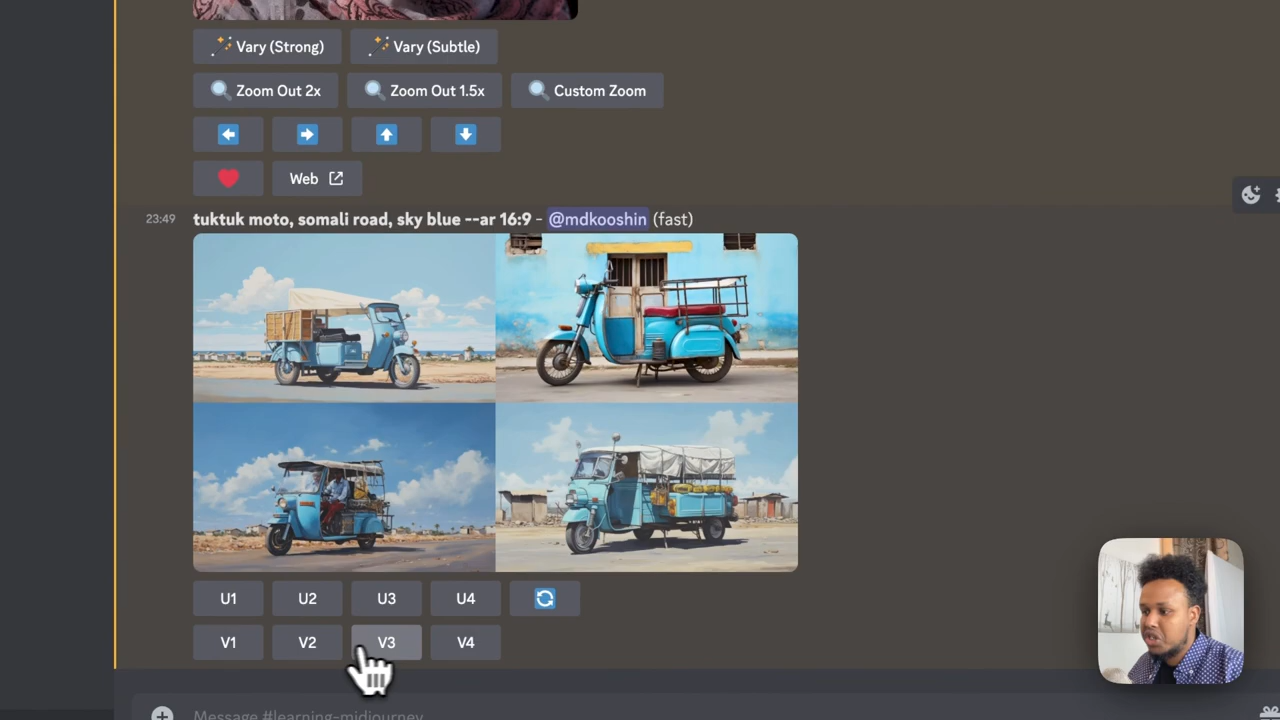 Vary (Strong) Vary (Subtle)
Zoom Out 2x Zoom Out 1.5x Custom Zoom
Web
23:49 tuktuk moto, somali road, sky blue --ar 16:9 - @mdkooshin (fast)
U1 U2 U3 U4
V1 V2 V3 V4
Message #learning-midjourney